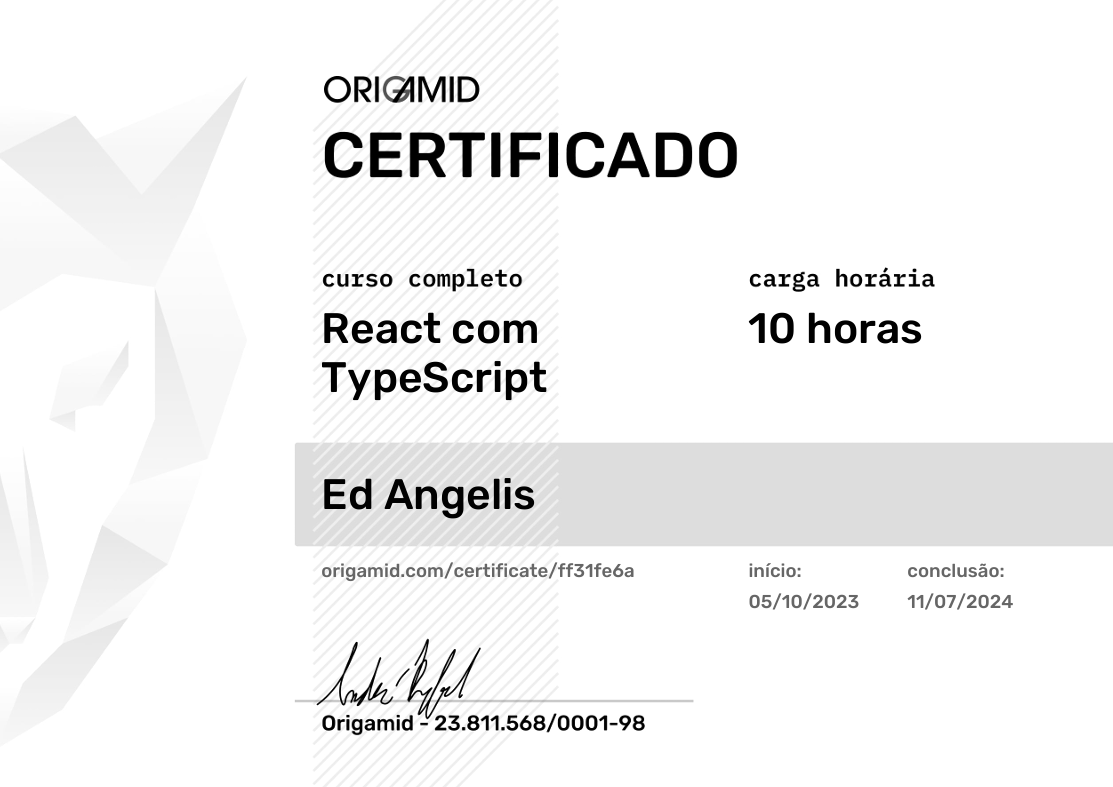 ORIGAMID
CERTIFICADO
curso completo
React com
TypeScript
carga horária
10 horas
Ed Angelis
origamid.com/certificate/ff31fe6a
início:
05/10/2023
conclusão:
11/07/2024
Origamid - 23.811.568/0001-98